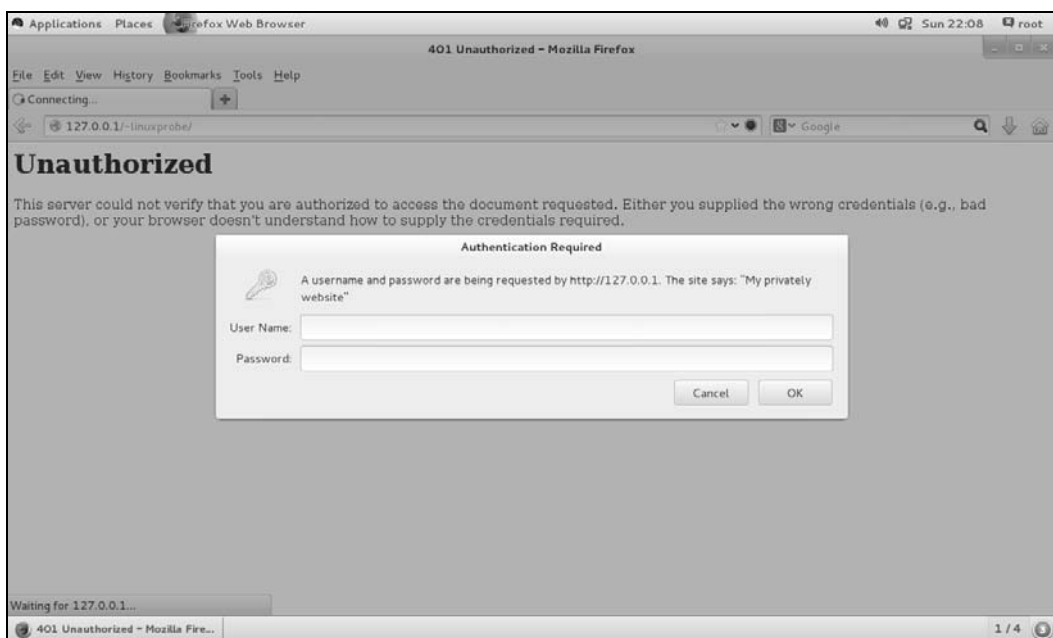 Applications Places Firefox Web Browser Sun 22:08 root
401 Unauthorized - Mozilla Firefox
File Edit View History Bookmarks Tools Help
Connecting...
127.0.0.1/~linuxprobe/ Google
Unauthorized
This server could not verify that you are authorized to access the document requested. Either you supplied the wrong credentials (e.g., bad
password), or your browser doesn't understand how to supply the credentials required.
Authentication Required
A username and password are being requested by http://127.0.0.1. The site says: "My privately
website"
User Name:
Password:
Cancel OK
Waiting for 127.0.0.1...
401 Unauthorized - Mozilla Fire... 1 / 4